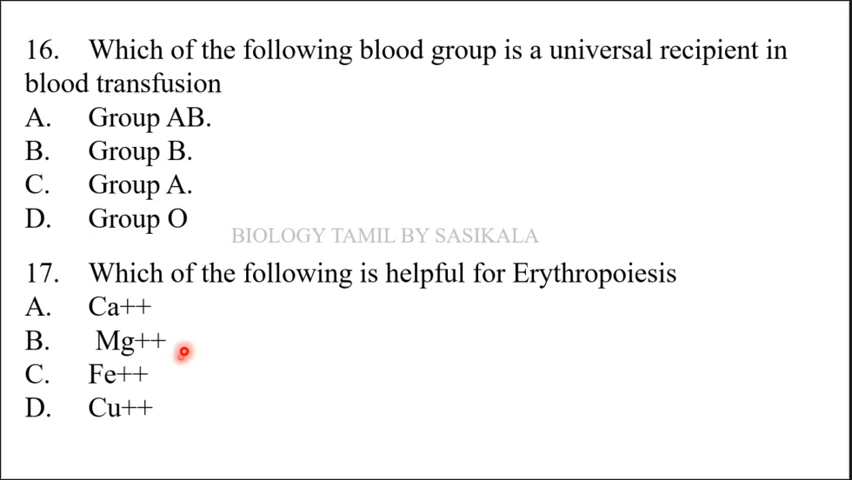 16. Which of the following blood group is a universal recipient in
blood transfusion
A. Group AB.
B. Group B.
C. Group A.
D. Group O
BIOLOGY TAMIL BY SASIKALA
17. Which of the following is helpful for Erythropoiesis
A. Ca++
B. Mg++
C. Fe++
D. Cu++